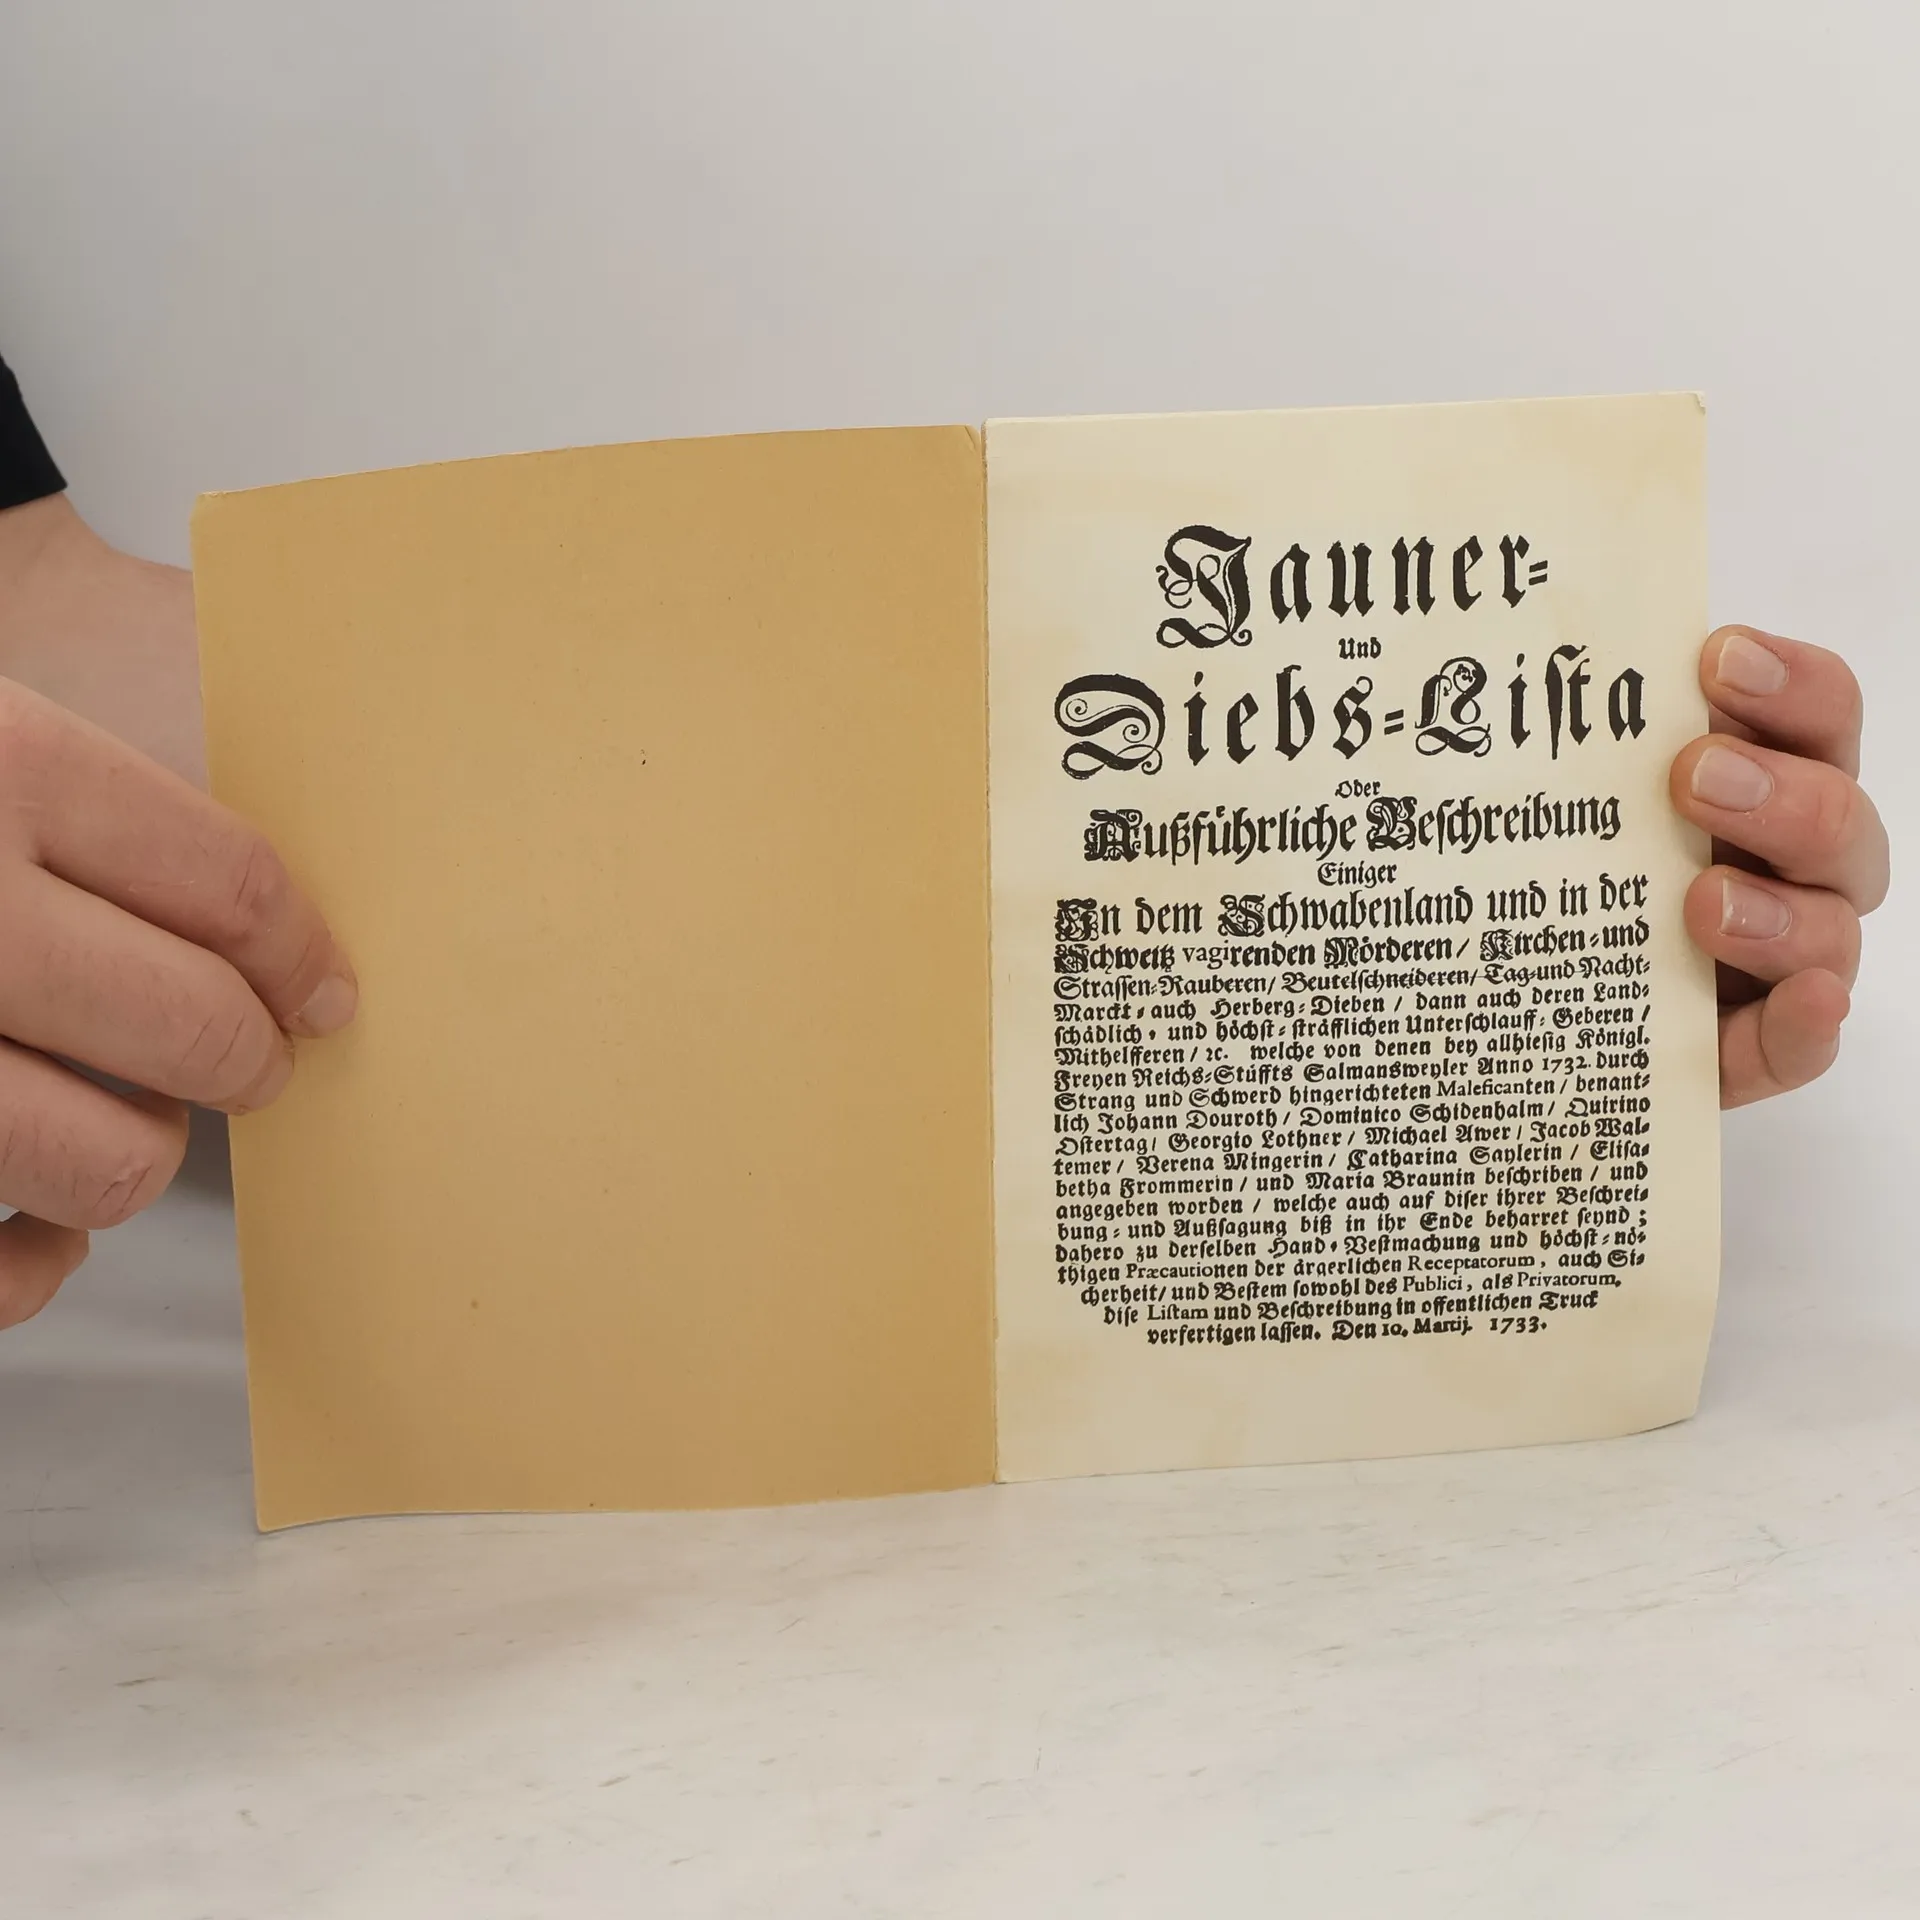 Jauner-
Und
Diebs-Lista
Oder
Außführliche Beschreibung
Einiger
In dem Schwabenland und in der
Schweitz vagirenden Mörderen / Kirchen-und
Strassen-Rauberen / Beutelschneideren / Tag-und Nacht-
Marckt- auch Herberg-Dieben / dann auch deren Land-
schädlich- und höchst-sträfflichen Unterschlauff-Geberen /
Mithelfferen / ꝛc. welche von denen bey allhiesig Königl.
Freyen Reichs-Stüffts Salmansweyler Anno 1732. durch
Strang und Schwerd hingerichteten Maleficanten / benant-
lich Johann Douroth / Dominico Schidenhalm / Quirino
Ostertag / Georgio Lothner / Michael Awer / Jacob Wal-
temer / Verena Mingerin / Catharina Saylerin / Elisa-
betha Frommerin / und Maria Braunin beschriben / und
angegeben worden / welche auch auf diser ihrer Beschrei-
bung- und Außsagung biß in ihr Ende beharret seynd ;
dahero zu derselben Hand-Vestmachung und höchst-nö-
thigen Præcautionen der ärgerlichen Receptatorum, auch Si-
cherheit / und Bestem sowohl des Publici, als Privatorum,
dise Listam und Beschreibung in offentlichen Truck
verfertigen lassen. Den 10. Martij. 1733.